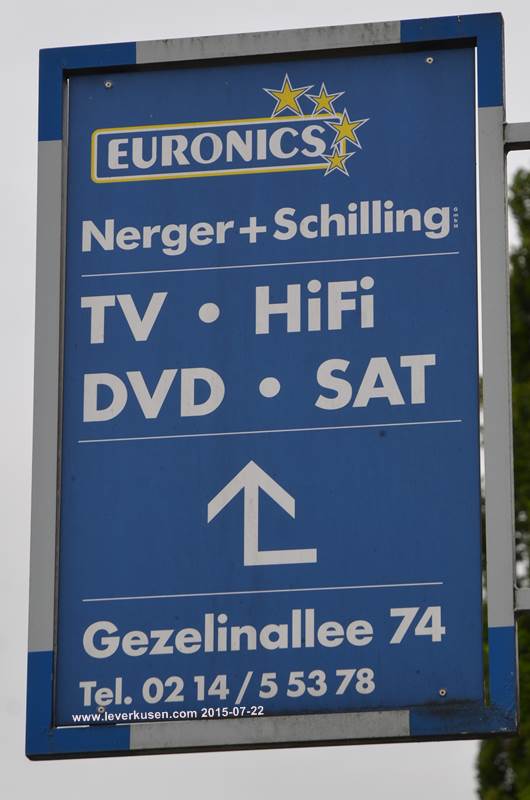 EURONICS
Nerger+Schilling
TV • HiFi
DVD • SAT
Gezelinallee 74
Tel. 02 14 / 5 53 78
www.leverkusen.com 2015-07-22